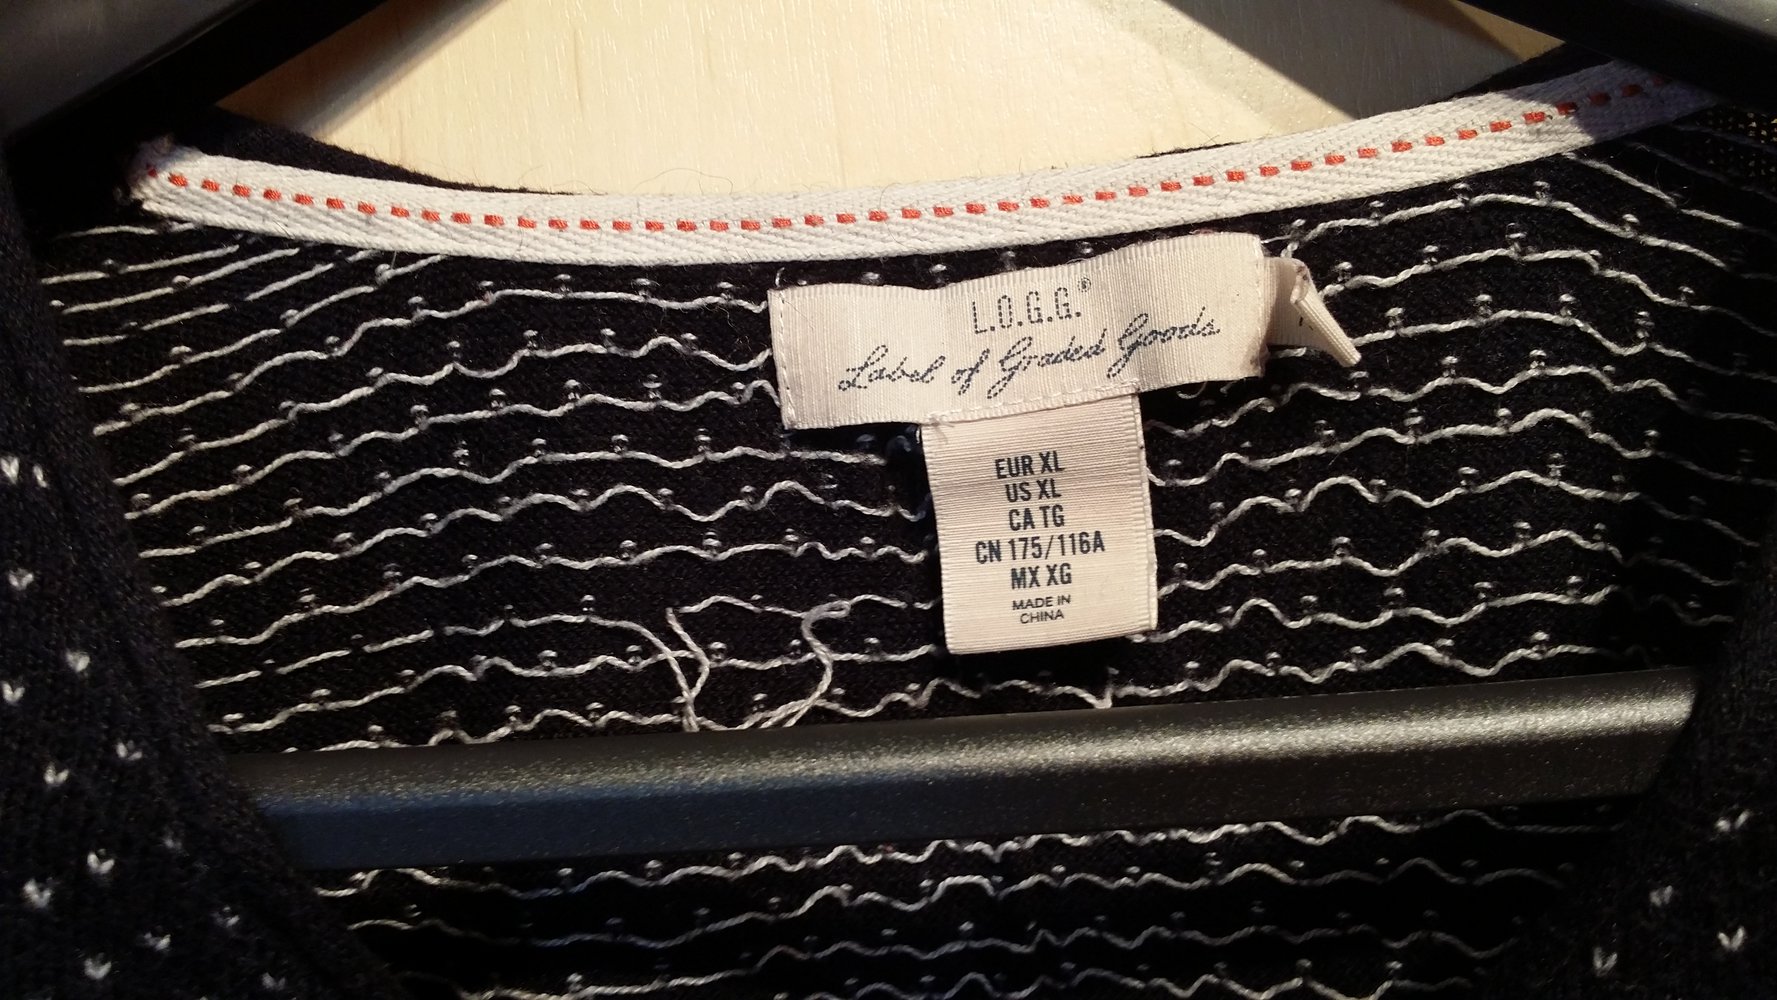 L.O.G.G.®
Label of Graded Goods
EUR XL
US XL
CA TG
CN 175/116A
MX XG
MADE IN
CHINA